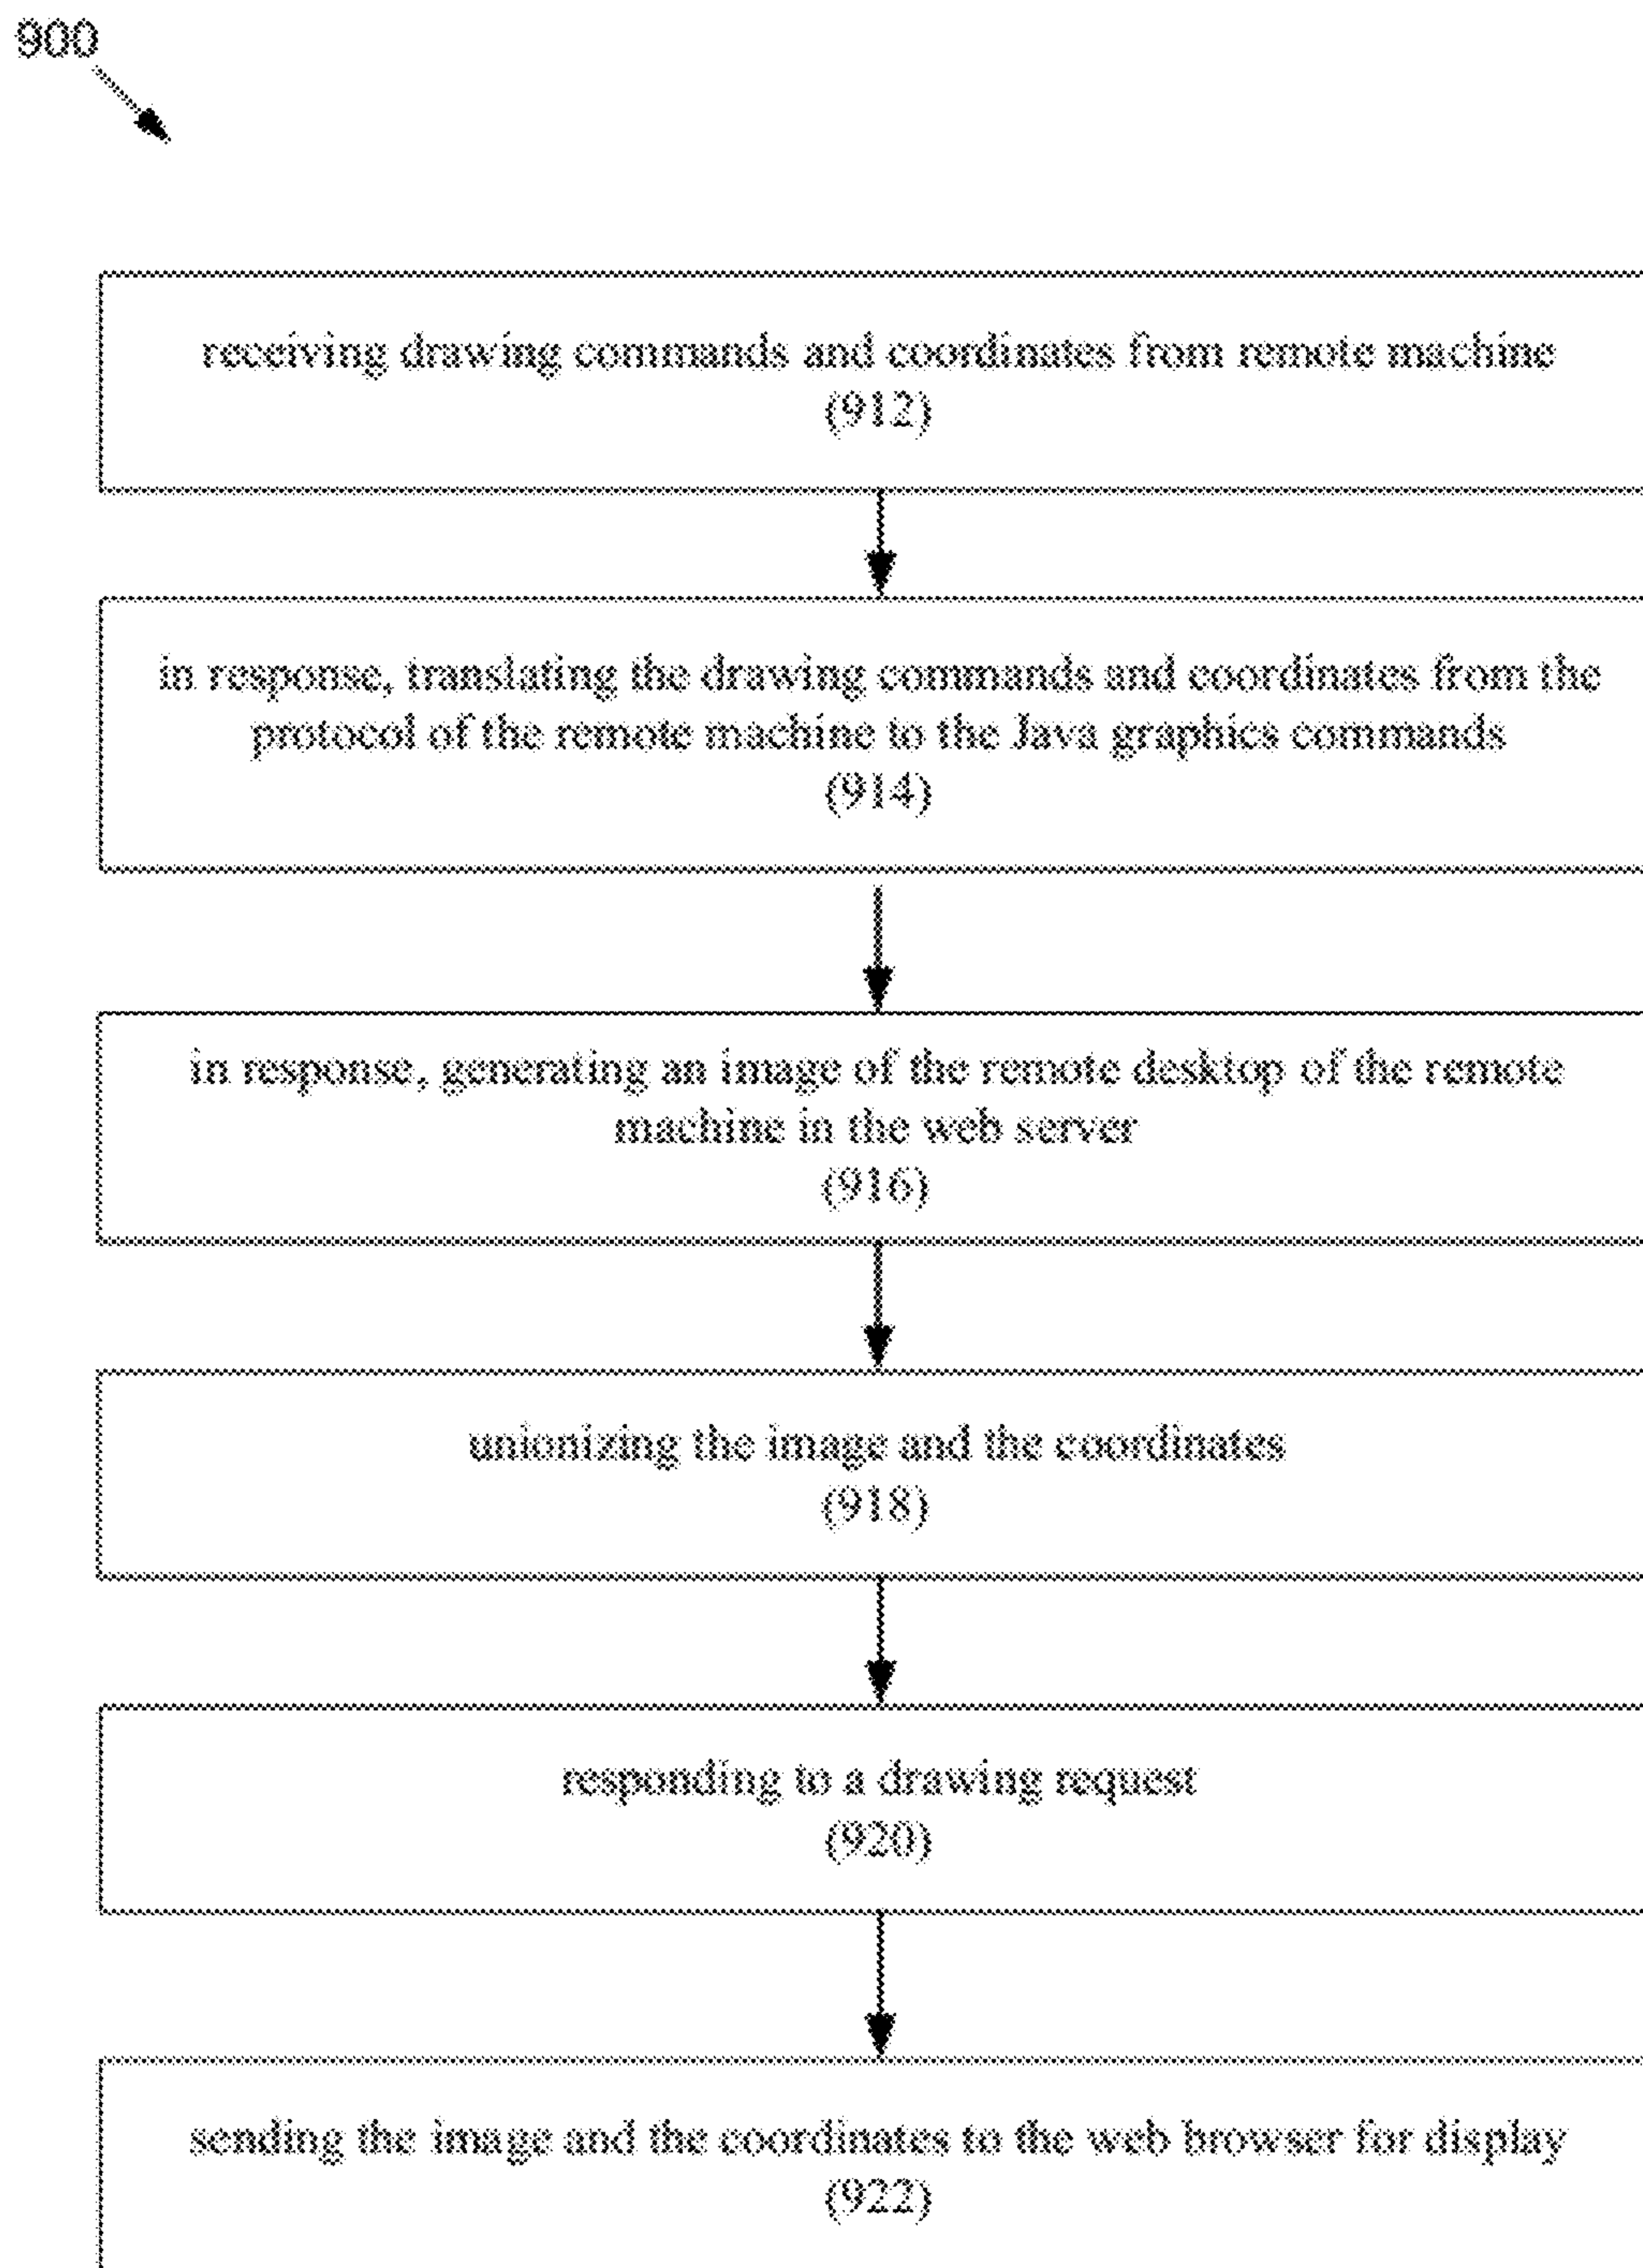 900
receiving drawing commands and coordinates from remote machine
(912)
in response, translating the drawing commands and coordinates from the
protocol of the remote machine to the Java graphics commands
(914)
in response, generating an image of the remote desktop of the remote
machine in the web server
(916)
unionizing the image and the coordinates
(918)
responding to a drawing request
(920)
sending the image and the coordinates to the web browser for display
(922)